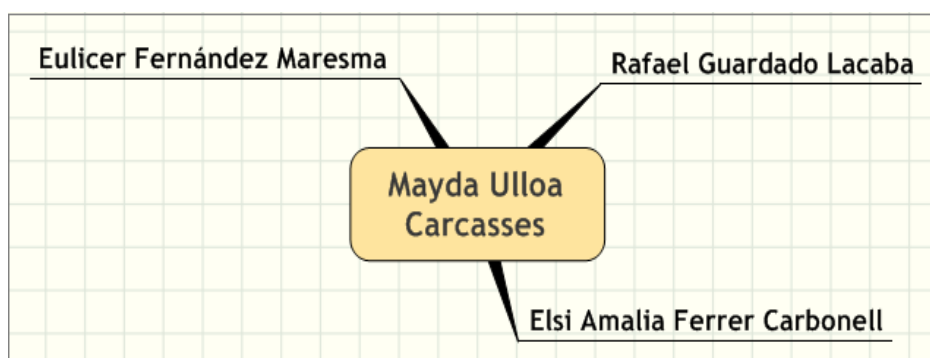 Eulicer Fernández Maresma
Rafael Guardado Lacaba
Mayda Ulloa
Carcasses
Elsi Amalia Ferrer Carbonell